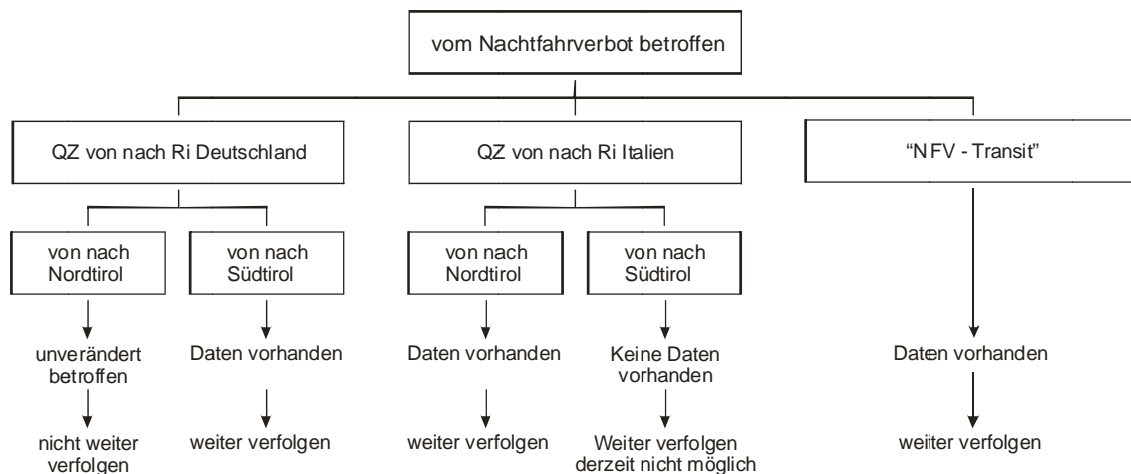 vom Nachtfahrverbot betroffen
QZ von nach Ri Deutschland
QZ von nach Ri Italien
“NFV - Transit”
von nach
Nordtirol
von nach
Südtirol
von nach
Nordtirol
von nach
Südtirol
unverändert
betroffen
Daten vorhanden
Daten vorhanden
Keine Daten
vorhanden
Daten vorhanden
nicht weiter
verfolgen
weiter verfolgen
weiter verfolgen
Weiter verfolgen
derzeit nicht möglich
weiter verfolgen